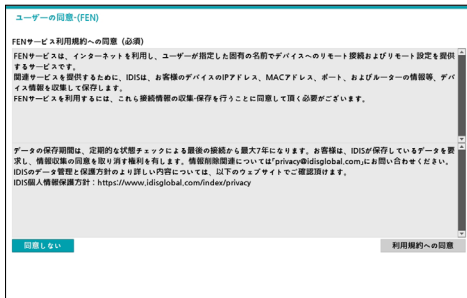 ユーザーの同意-(FEN)
FENサービス利用規約への同意（必須）
FENサービスは、インターネットを利用し、ユーザーが指定した固有の名前でデバイスへのリモート接続およびリモート設定を提供
するサービスです。
関連サービスを提供するために、IDISは、お客様のデバイスのIPアドレス、MACアドレス、ポート、およびルーターの情報等、デバ
イス情報を収集して保存します。
FENサービスを利用するには、これら接続情報の収集·保存を行うことに同意して頂く必要がございます。
データの保存期間は、定期的な状態チェックによる最後の接続から最大7年になります。お客様は、IDISが保存しているデータを要
求し、情報収集の同意を取り消す権利を有します。情報削除関連については「privacy@idisglobal.com」にお問い合わせください。
IDISのデータ管理と保護方針のより詳しい内容については、以下のウェブサイトでご確認頂けます。
IDIS個人情報保護方針：https://www.idisglobal.com/index/privacy
同意しない
利用規約への同意